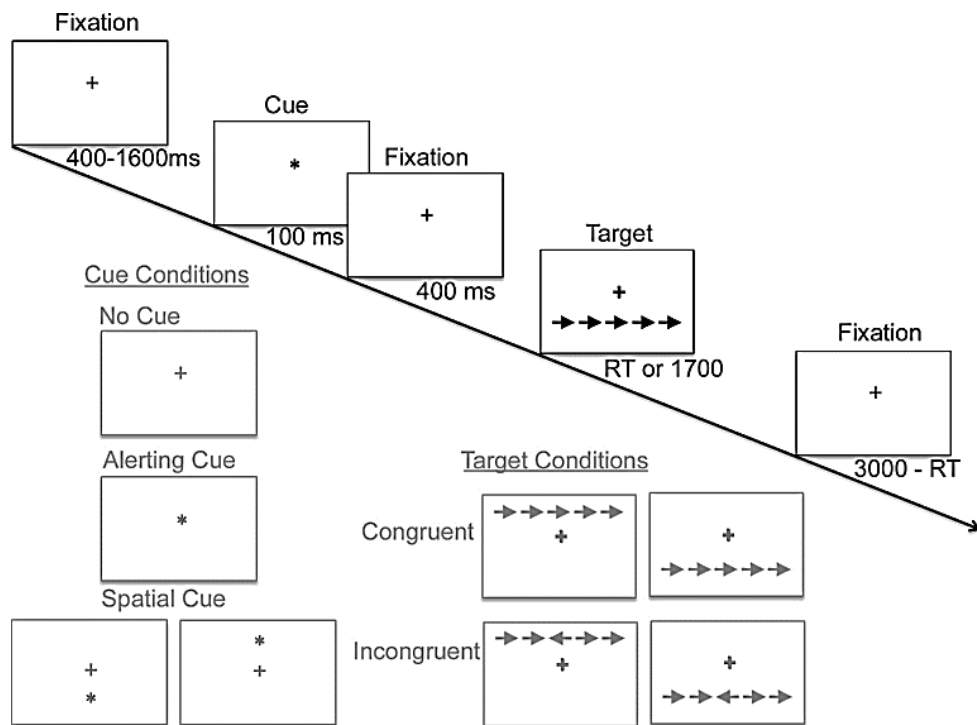 Fixation
400-1600ms
Cue
100 ms
Fixation
400 ms
Target
RT or 1700
Fixation
3000 - RT
Cue Conditions
No Cue
Alerting Cue
Spatial Cue
Target Conditions
Congruent
Incongruent